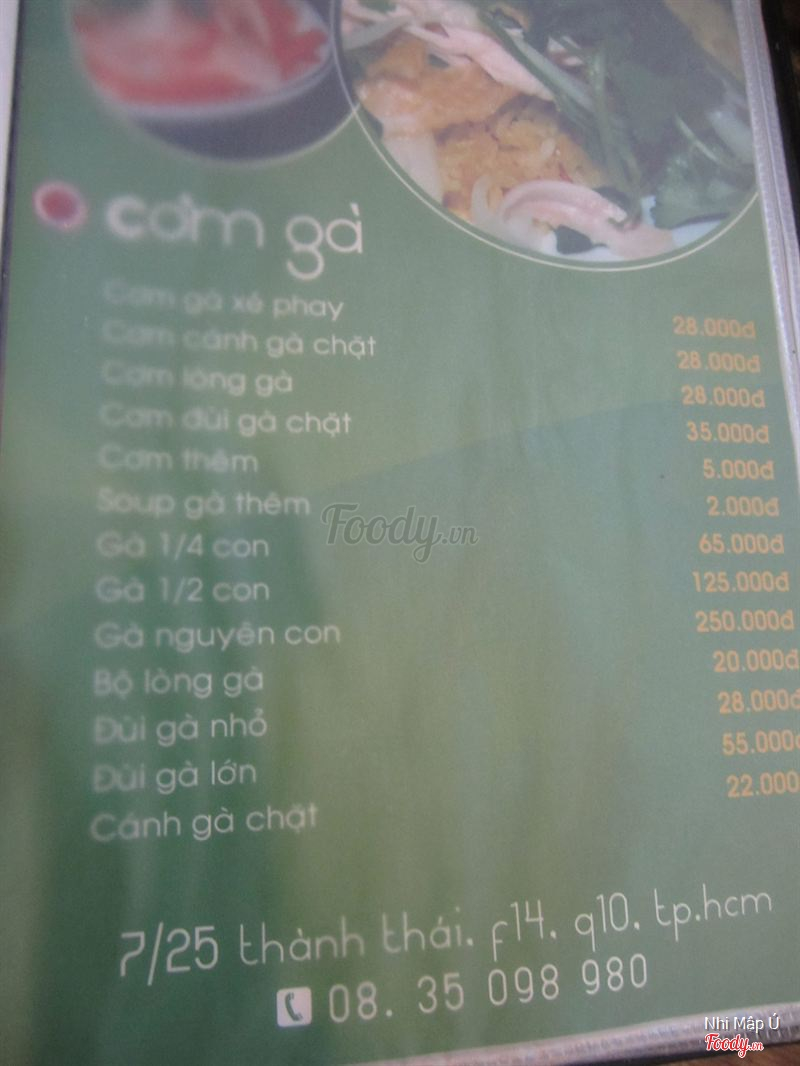 cơm gà
Cơm gà xé phay 28.000đ
Cơm cánh gà chặt 28.000đ
Cơm lòng gà 28.000đ
Cơm đùi gà chặt 35.000đ
Cơm thêm 5.000đ
Soup gà thêm 2.000đ
Gà 1/4 con 65.000đ
Gà 1/2 con 125.000đ
Gà nguyên con 250.000đ
Bộ lòng gà 20.000đ
Đùi gà nhỏ 28.000đ
Đùi gà lớn 55.000đ
Cánh gà chặt 22.000
Foody.vn
7/25 thành thái. f14. q10. tp.hcm
08. 35 098 980
Nhi Mập Ú
Foody.vn